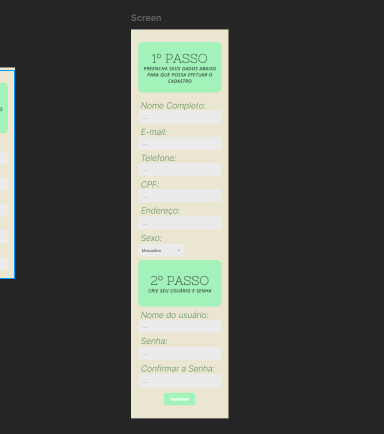 Screen
1º PASSO
PREENCHA SEUS DADOS ABAIXO
PARA QUE POSSA EFETUAR O
CADASTRO
Nome Completo:
E-mail:
Telefone:
CPF:
Endereço:
Sexo:
Masculino
2º PASSO
CRIE SEU USUÁRIO E SENHA
Nome do usuário:
Senha:
Confirmar a Senha:
Cadastrar